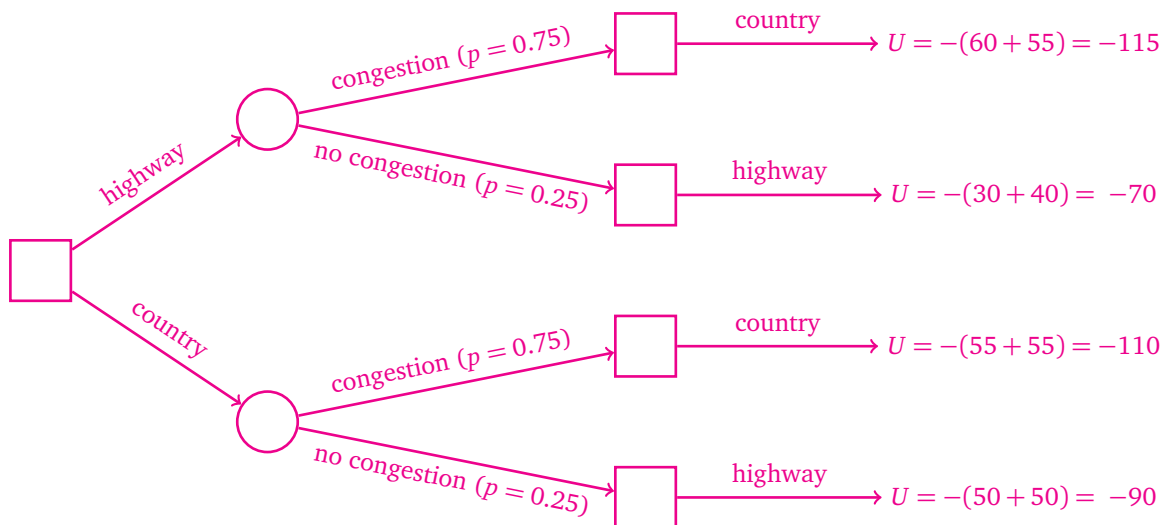 country
congestion (p = 0.75)
U = −(60 + 55) = −115
highway
no congestion (p = 0.25)
highway
U = −(30 + 40) = −70
country
country
congestion (p = 0.75)
U = −(55 + 55) = −110
no congestion (p = 0.25)
highway
U = −(50 + 50) = −90